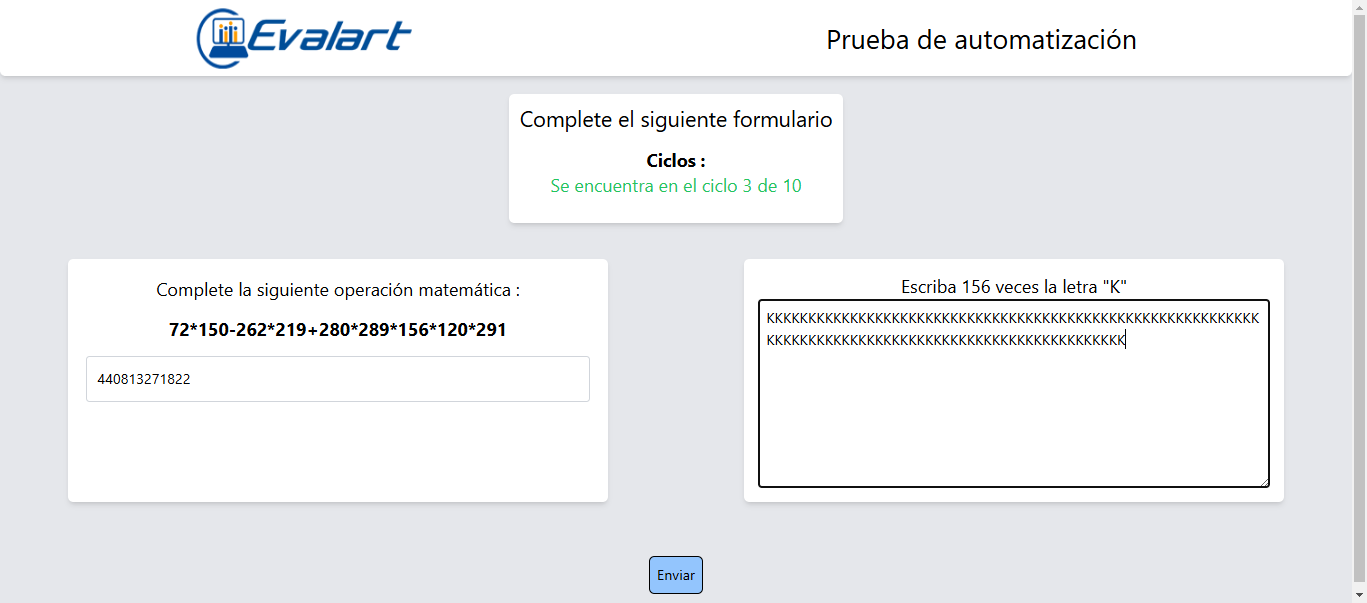 Evalart
Prueba de automatización
Complete el siguiente formulario
Ciclos :
Se encuentra en el ciclo 3 de 10
Complete la siguiente operación matemática :
72*150-262*219+280*289*156*120*291
440813271822
Escriba 156 veces la letra "K"
KKKKKKKKKKKKKKKKKKKKKKKKKKKKKKKKKKKKKKKKKKKKKKKKKKKKKKKKKKK
KKKKKKKKKKKKKKKKKKKKKKKKKKKKKKKKKKKKKKKKKKK
Enviar